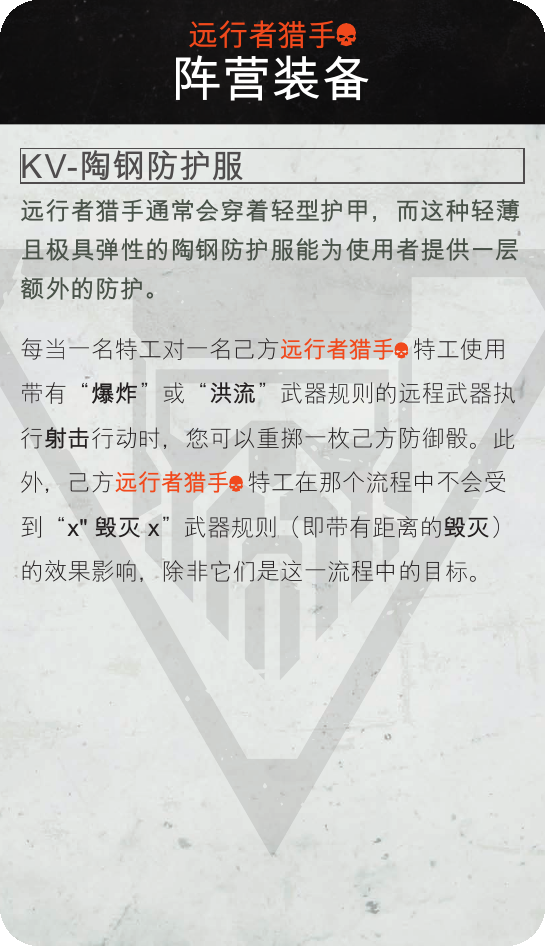 远行者猎手
阵营装备
KV-陶钢防护服
远行者猎手通常会穿着轻型护甲，而这种轻薄
且极具弹性的陶钢防护服能为使用者提供一层
额外的防护。
每当一名特工对一名己方远行者猎手特工使用
带有“爆炸”或“洪流”武器规则的远程武器执
行射击行动时，您可以重掷一枚己方防御骰。此
外，己方远行者猎手特工在那个流程中不会受
到“x" 毁灭 x”武器规则（即带有距离的毁灭）
的效果影响，除非它们是这一流程中的目标。